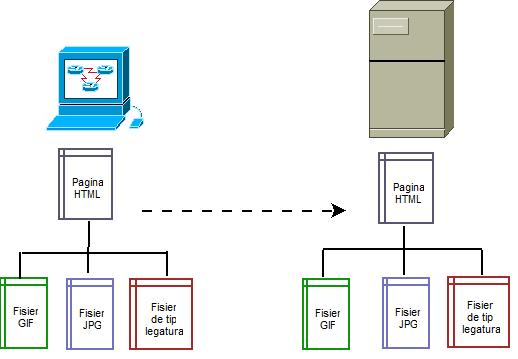 Pagina
HTML
Pagina
HTML
Fisier
GIF
Fisier
JPG
Fisier
de tip
legatura
Fisier
GIF
Fisier
JPG
Fisier
de tip
legatura